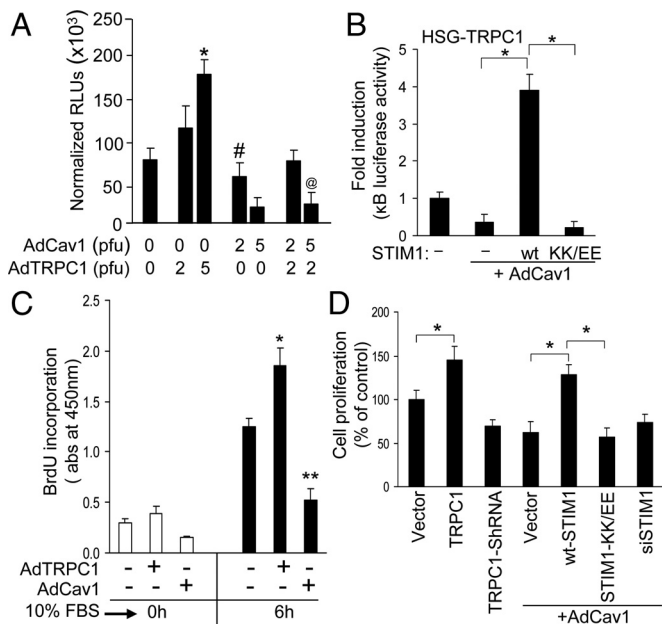 A
Normalized RLUs (x10³)
250
200
150
100
50
0
*
#
@
AdCav1 (pfu) 0 0 0 2 5 2 5
AdTRPC1 (pfu) 0 2 5 0 0 2 2
B
HSG-TRPC1
Fold induction
(κB luciferase activity)
5
4
3
2
1
0
*
*
STIM1: – – wt KK/EE
+ AdCav1
C
BrdU incorporation
( abs at 450nm)
2.5
2.0
1.5
1.0
0.5
0.0
*
**
AdTRPC1 - + - - + -
AdCav1 - - + - - +
10% FBS → 0h 6h
D
Cell proliferation
(% of control)
200
150
100
50
0
*
*
*
Vector
TRPC1
TRPC1-ShRNA
Vector
wt-STIM1
STIM1-KK/EE
siSTIM1
+AdCav1